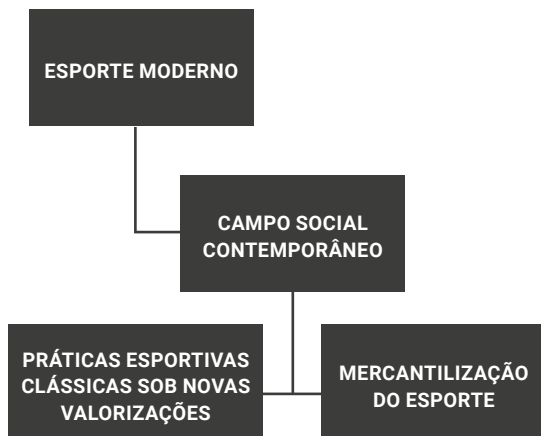 ESPORTE MODERNO
CAMPO SOCIAL
CONTEMPORÂNEO
PRÁTICAS ESPORTIVAS
CLÁSSICAS SOB NOVAS
VALORIZAÇÕES
MERCANTILIZAÇÃO
DO ESPORTE